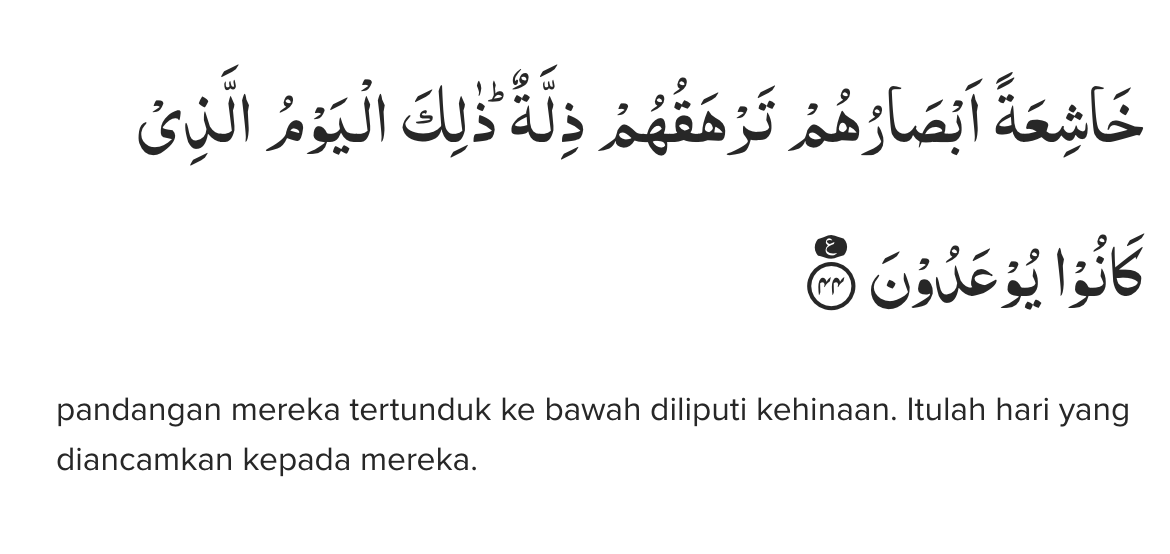 خَاشِعَةً اَبْصَارُهُمْ تَرْهَقُهُمْ ذِلَّةٌ ۗذٰلِكَ الْيَوْمُ الَّذِيْ
كَانُوْا يُوْعَدُوْنَ ࣖ ٤٤
pandangan mereka tertunduk ke bawah diliputi kehinaan. Itulah hari yang
diancamkan kepada mereka.